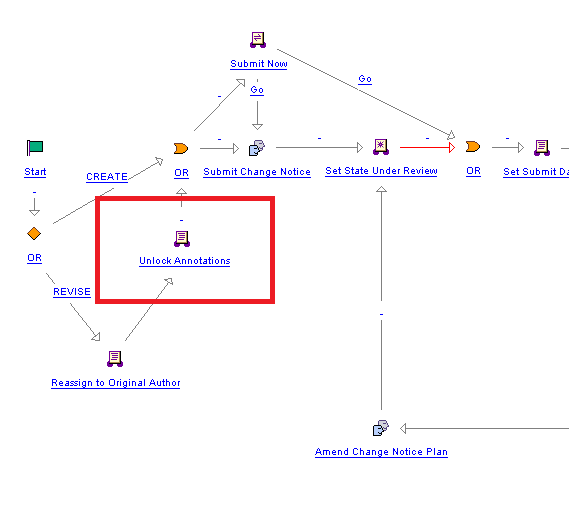 Submit Now
Go
Go
-
Start
-
OR
CREATE
OR
-
Submit Change Notice
-
Set State Under Review
-
OR
-
Set Submit Da
-
Unlock Annotations
REVISE
Reassign to Original Author
-
Amend Change Notice Plan